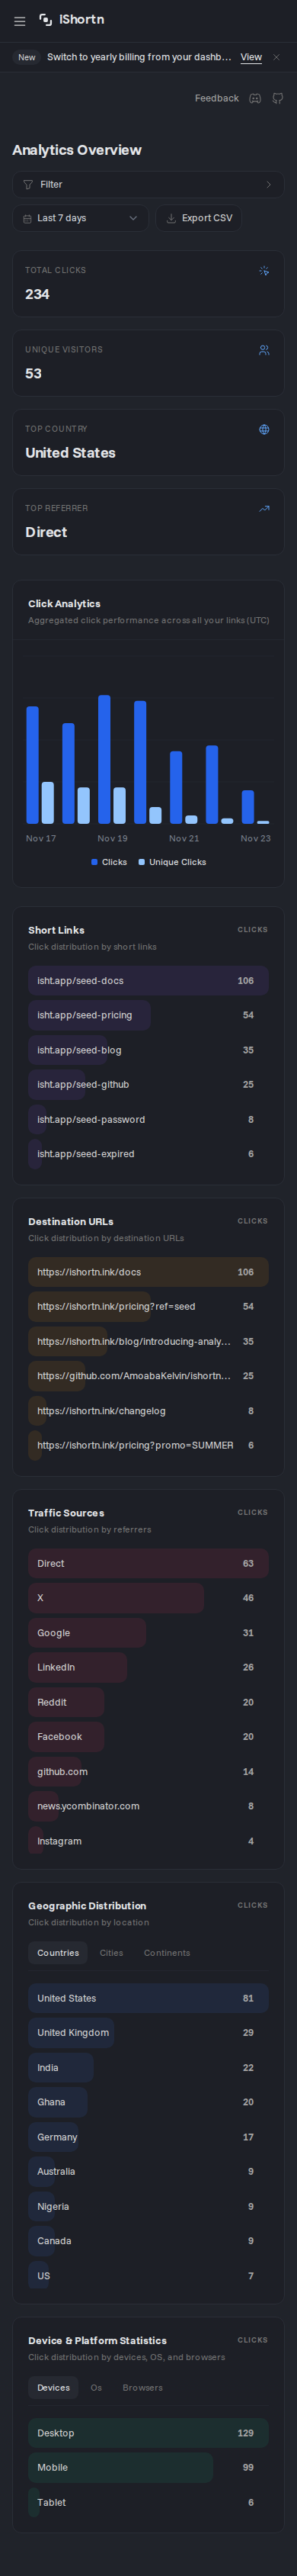 IShortn
New Switch to yearly billing from your dashb... View
Feedback
Analytics Overview
Filter
Last 7 days
Export CSV
TOTAL CLICKS
234
UNIQUE VISITORS
53
TOP COUNTRY
United States
TOP REFERRER
Direct
Click Analytics
Aggregated click performance across all your links (UTC)
Nov 17 Nov 19 Nov 21 Nov 23
Clicks Unique Clicks
Short Links CLICKS
Click distribution by short links
isht.app/seed-docs 106
isht.app/seed-pricing 54
isht.app/seed-blog 35
isht.app/seed-github 25
isht.app/seed-password 8
isht.app/seed-expired 6
Destination URLs CLICKS
Click distribution by destination URLs
https://ishortn.ink/docs 106
https://ishortn.ink/pricing?ref=seed 54
https://ishortn.ink/blog/introducing-analy... 35
https://github.com/AmoabaKelvin/ishortn... 25
https://ishortn.ink/changelog 8
https://ishortn.ink/pricing?promo=SUMMER 6
Traffic Sources CLICKS
Click distribution by referrers
Direct 63
X 46
Google 31
LinkedIn 26
Reddit 20
Facebook 20
github.com 14
news.ycombinator.com 8
Instagram 4
Geographic Distribution CLICKS
Click distribution by location
Countries Cities Continents
United States 81
United Kingdom 29
India 22
Ghana 20
Germany 17
Australia 9
Nigeria 9
Canada 9
US 7
Device & Platform Statistics CLICKS
Click distribution by devices, OS, and browsers
Devices Os Browsers
Desktop 129
Mobile 99
Tablet 6